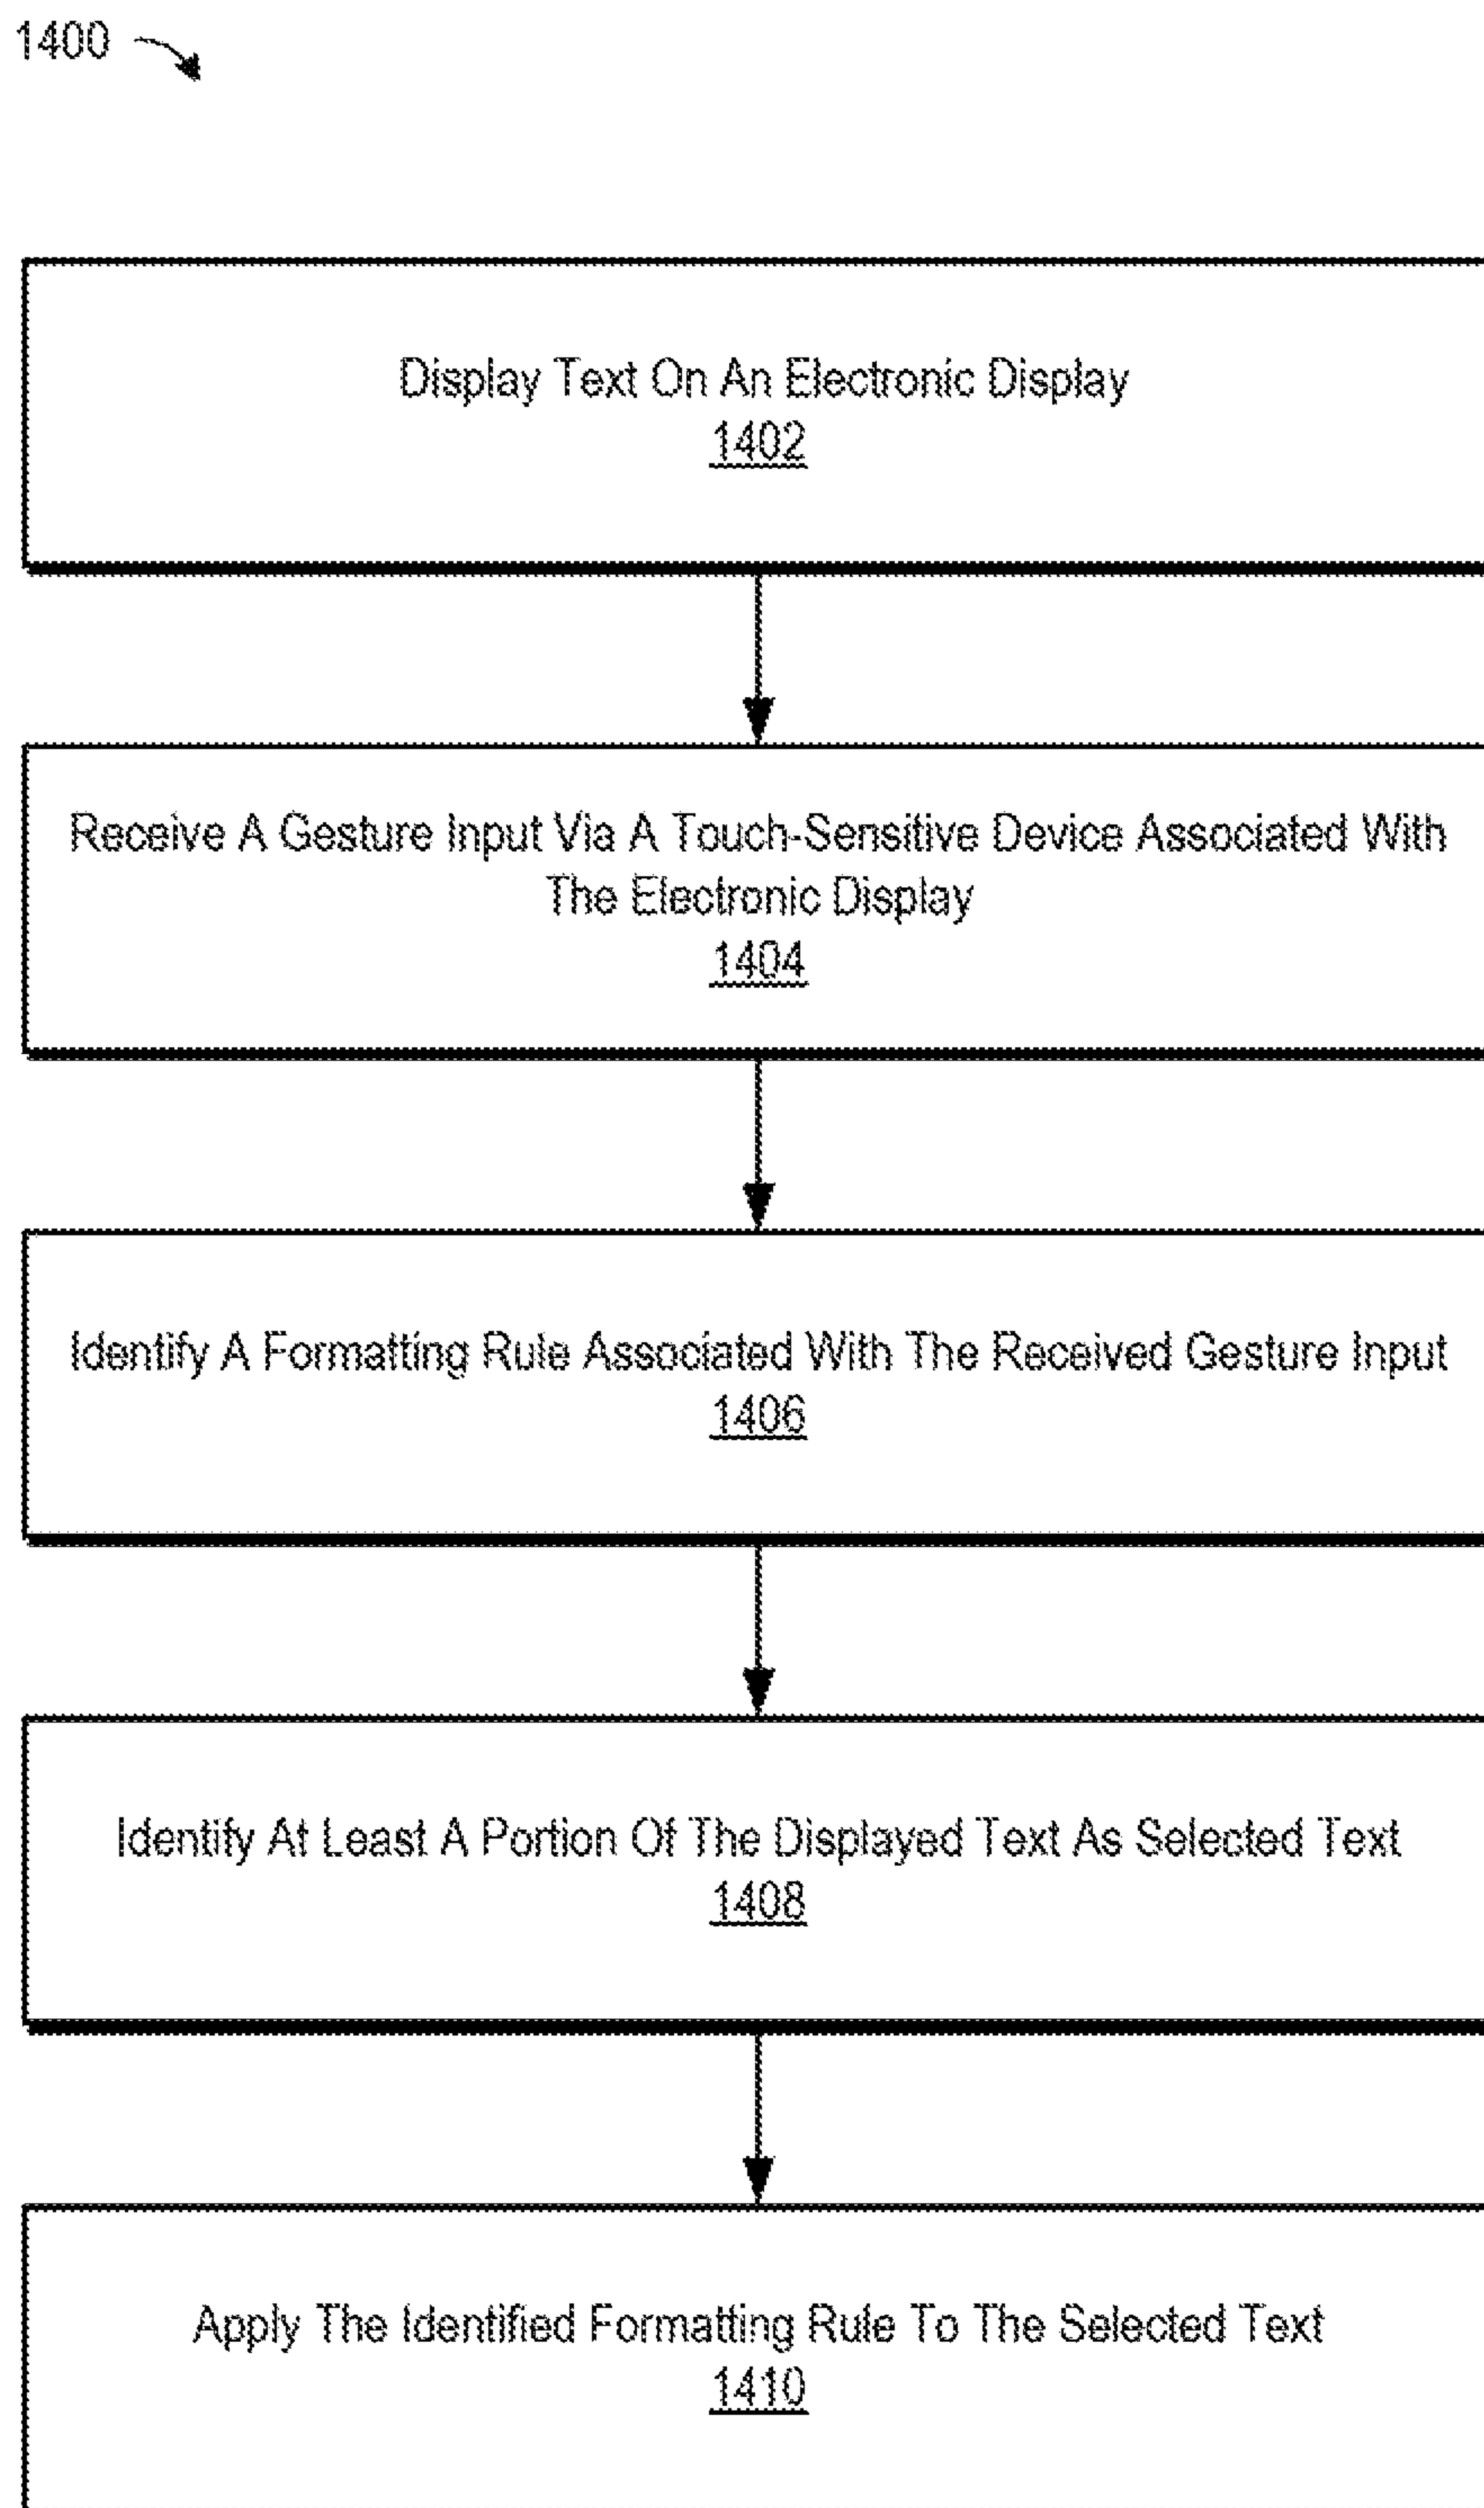 1400
Display Text On An Electronic Display
1402
Receive A Gesture Input Via A Touch-Sensitive Device Associated With
The Electronic Display
1404
Identify A Formatting Rule Associated With The Received Gesture Input
1406
Identify At Least A Portion Of The Displayed Text As Selected Text
1408
Apply The Identified Formatting Rule To The Selected Text
1410